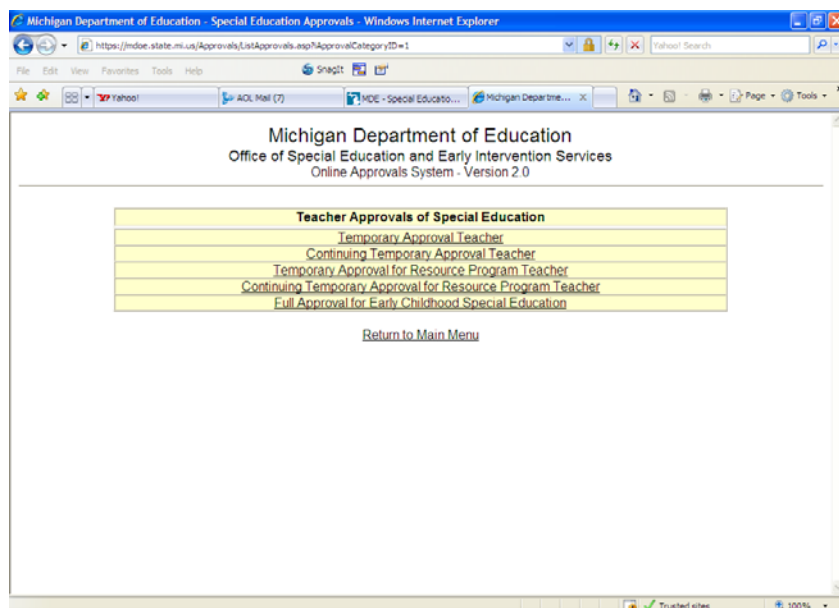 Michigan Department of Education - Special Education Approvals - Windows Internet Explorer
https://mdoe.state.mi.us/Approvals/ListApprovals.asp?iApprovalCategoryID=1
Yahoo! Search
File Edit View Favorites Tools Help
SnagIt
Yahoo!
AOL Mail (7)
MDE - Special Educatio...
Michigan Departme...
Page
Tools
Michigan Department of Education
Office of Special Education and Early Intervention Services
Online Approvals System - Version 2.0
Teacher Approvals of Special Education
Temporary Approval Teacher
Continuing Temporary Approval Teacher
Temporary Approval for Resource Program Teacher
Continuing Temporary Approval for Resource Program Teacher
Full Approval for Early Childhood Special Education
Return to Main Menu
Trusted sites
100%